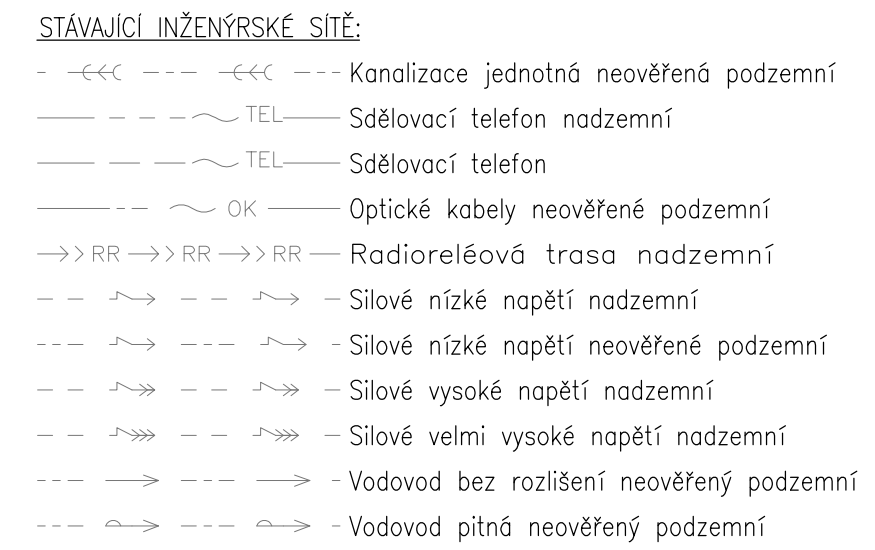 STÁVAJÍCÍ INŽENÝRSKÉ SÍTĚ:
Kanalizace jednotná neověřená podzemní
TEL Sdělovací telefon nadzemní
TEL Sdělovací telefon
OK Optické kabely neověřené podzemní
RR RR RR Radioreléová trasa nadzemní
Silové nízké napětí nadzemní
Silové nízké napětí neověřené podzemní
Silové vysoké napětí nadzemní
Silové velmi vysoké napětí nadzemní
Vodovod bez rozlišení neověřený podzemní
Vodovod pitná neověřený podzemní